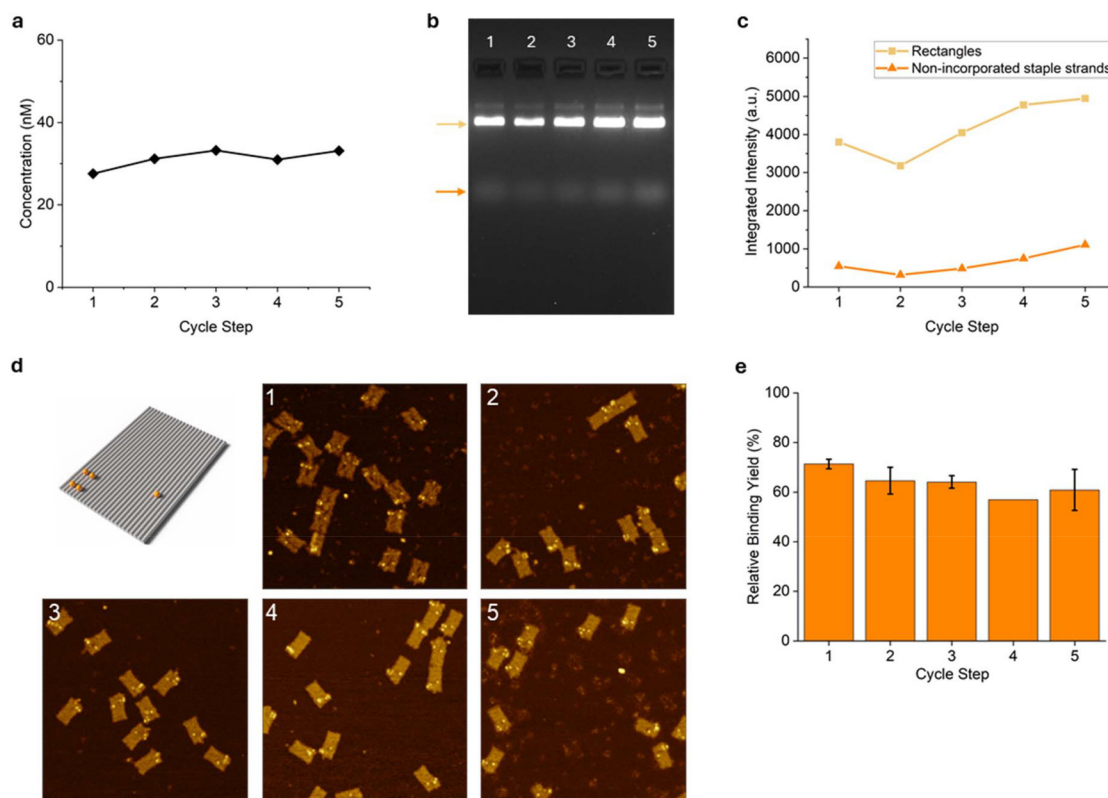 a
60
40
20
0
Concentration (nM)
1 2 3 4 5
Cycle Step
b
1 2 3 4 5
c
6000
5000
4000
3000
2000
1000
0
Integrated Intensity (a.u.)
Rectangles
Non-incorporated staple strands
1 2 3 4 5
Cycle Step
d
1
2
3
4
5
e
100
80
60
40
20
0
Relative Binding Yield (%)
1 2 3 4 5
Cycle Step